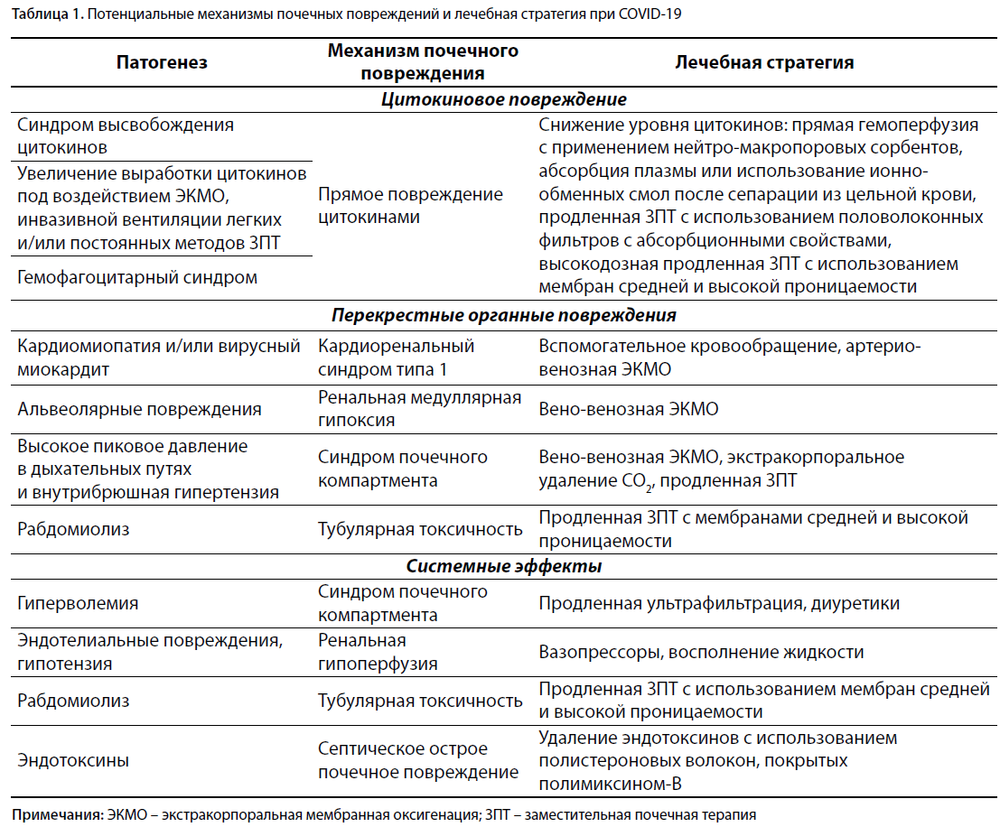 Таблица 1. Потенциальные механизмы почечных повреждений и лечебная стратегия при COVID-19
Патогенез
Механизм почечного
повреждения
Лечебная стратегия
Цитокиновое повреждение
Синдром высвобождения
цитокинов
Увеличение выработки цитокинов
под воздействием ЭКМО,
инвазивной вентиляции легких
и/или постоянных методов ЗПТ
Гемофагоцитарный синдром
Прямое повреждение
цитокинами
Снижение уровня цитокинов: прямая гемоперфузия
с применением нейтро-макропоровых сорбентов,
абсорбция плазмы или использование ионно-
обменных смол после сепарации из цельной крови,
продленная ЗПТ с использованием половолоконных
фильтров с абсорбционными свойствами,
высокодозная продленная ЗПТ с использованием
мембран средней и высокой проницаемости
Перекрестные органные повреждения
Кардиомиопатия и/или вирусный
миокардит
Кардиоренальный
синдром типа 1
Вспомогательное кровообращение, артерио-
венозная ЭКМО
Альвеолярные повреждения
Ренальная медуллярная
гипоксия
Вено-венозная ЭКМО
Высокое пиковое давление
в дыхательных путях
и внутрибрюшная гипертензия
Синдром почечного
компартмента
Вено-венозная ЭКМО, экстракорпоральное
удаление CO2, продленная ЗПТ
Рабдомиолиз
Тубулярная токсичность
Продленная ЗПТ с мембранами средней и высокой
проницаемости
Системные эффекты
Гиперволемия
Синдром почечного
компартмента
Продленная ультрафильтрация, диуретики
Эндотелиальные повреждения,
гипотензия
Ренальная
гипоперфузия
Вазопрессоры, восполнение жидкости
Рабдомиолиз
Тубулярная токсичность
Продленная ЗПТ с использованием мембран средней
и высокой проницаемости
Эндотоксины
Септическое острое
почечное повреждение
Удаление эндотоксинов с использованием
полистероновых волокон, покрытых
полимиксином-В
Примечания: ЭКМО – экстракорпоральная мембранная оксигенация; ЗПТ – заместительная почечная терапия